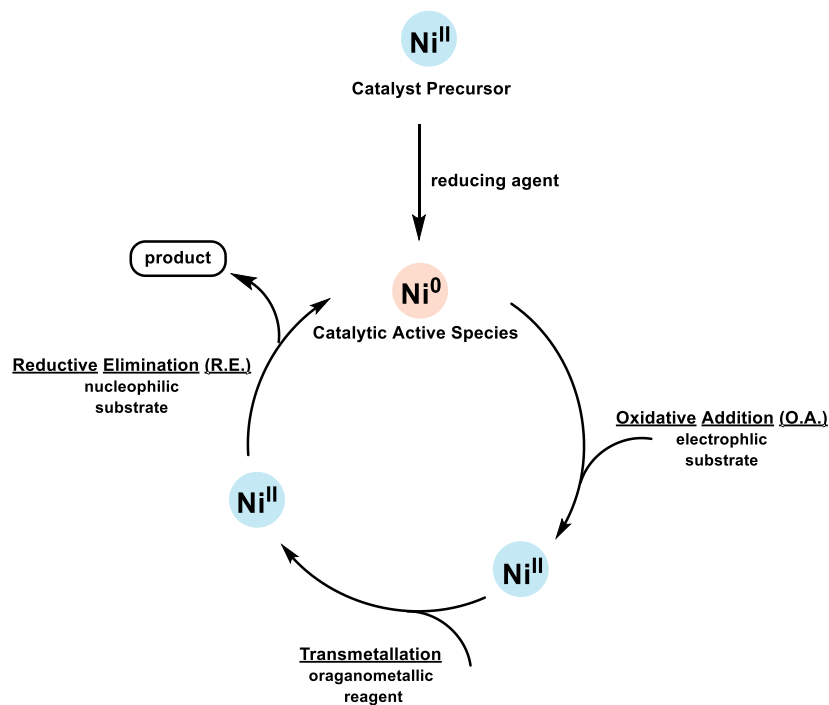 Ni^II
Catalyst Precursor
reducing agent
product
Ni^0
Catalytic Active Species
Reductive Elimination (R.E.)
nucleophilic
substrate
Oxidative Addition (O.A.)
electrophlic
substrate
Ni^II
Ni^II
Transmetallation
oraganometallic
reagent